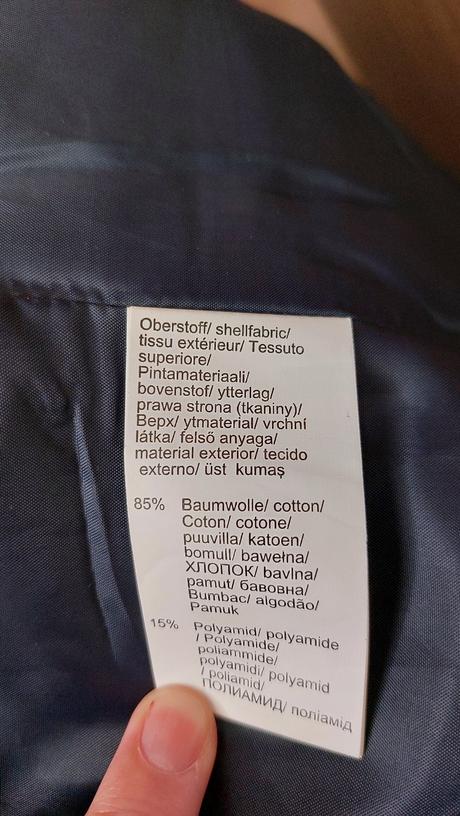 Oberstoff/ shellfabric/
tissu extérieur/ Tessuto
superiore/
Pintamateriaali/
bovenstof/ ytterlag/
prawa strona (tkaniny)/
Верх/ ytmaterial/ vrchní
látka/ felső anyaga/
material exterior/ tecido
externo/ üst kumaş
85% Baumwolle/ cotton/
Coton/ cotone/
puuvilla/ katoen/
bomull/ bawełna/
ХЛОПОК/ bavlna/
pamut/ бавовна/
Bumbac/ algodão/
Pamuk
15% Polyamid/ polyamide
/ Polyamide/
poliammide/
polyamidi/ polyamid
/ poliamid/
ПОЛИАМИД/ поліамід